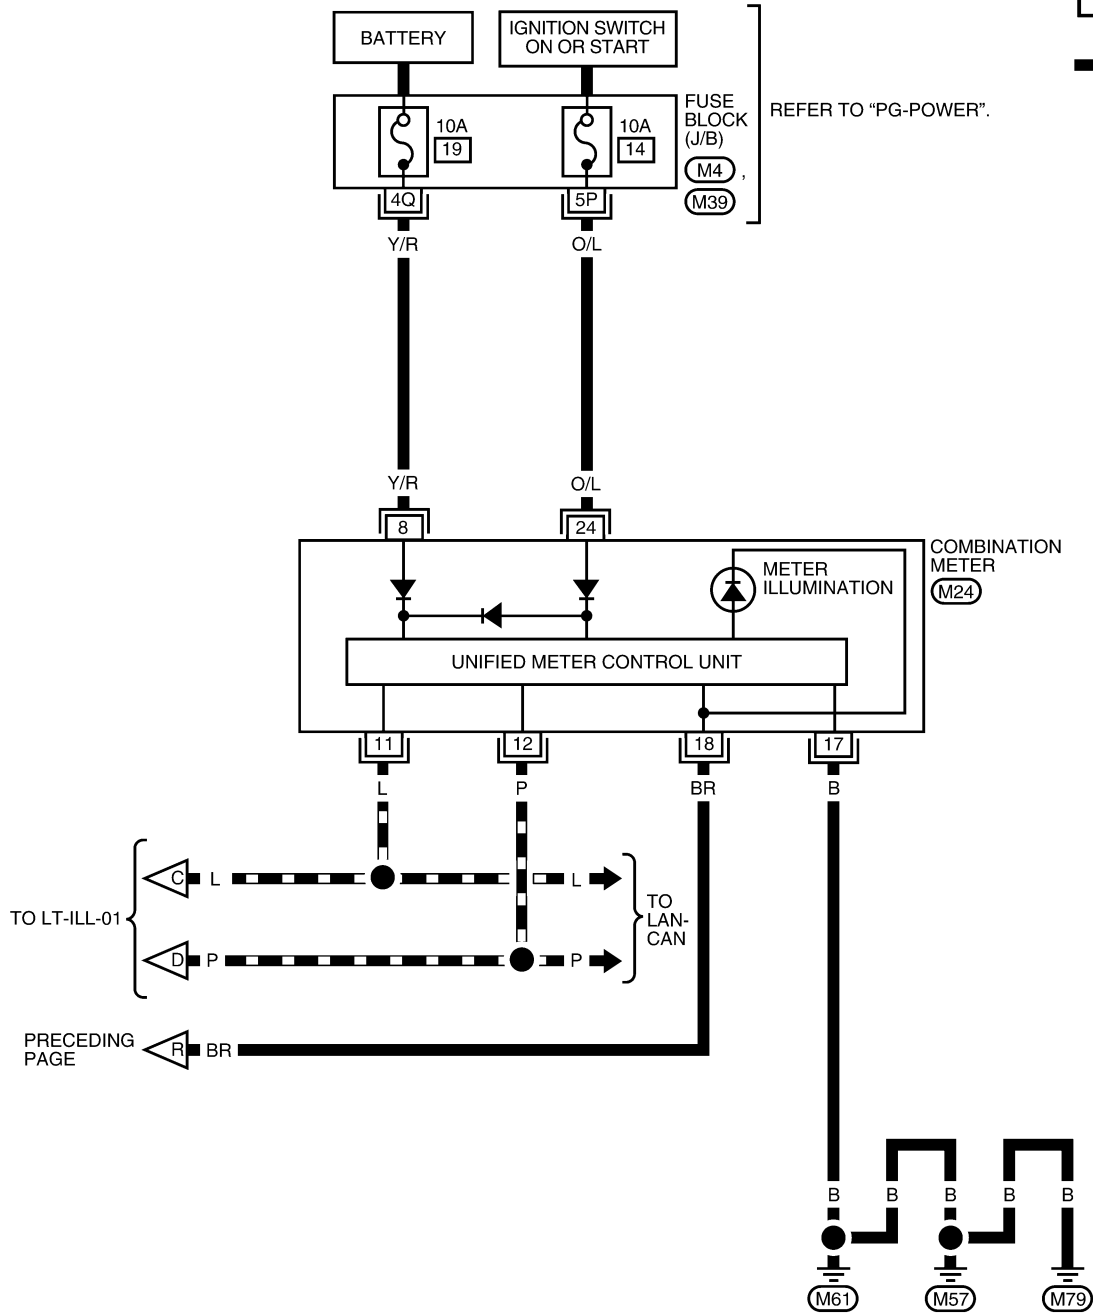 BATTERY
IGNITION SWITCH
ON OR START
FUSE
BLOCK
(J/B)
REFER TO “PG-POWER”.
10A
19
10A
14
M4 ,
M39
4Q
5P
Y/R
O/L
Y/R
O/L
8
24
COMBINATION
METER
M24
METER
ILLUMINATION
UNIFIED METER CONTROL UNIT
11
12
18
17
L
P
BR
B
C
L
L
TO LT-ILL-01
TO
LAN-
CAN
D
P
P
PRECEDING
PAGE
R
BR
B
B
B
B
B
M61
M57
M79